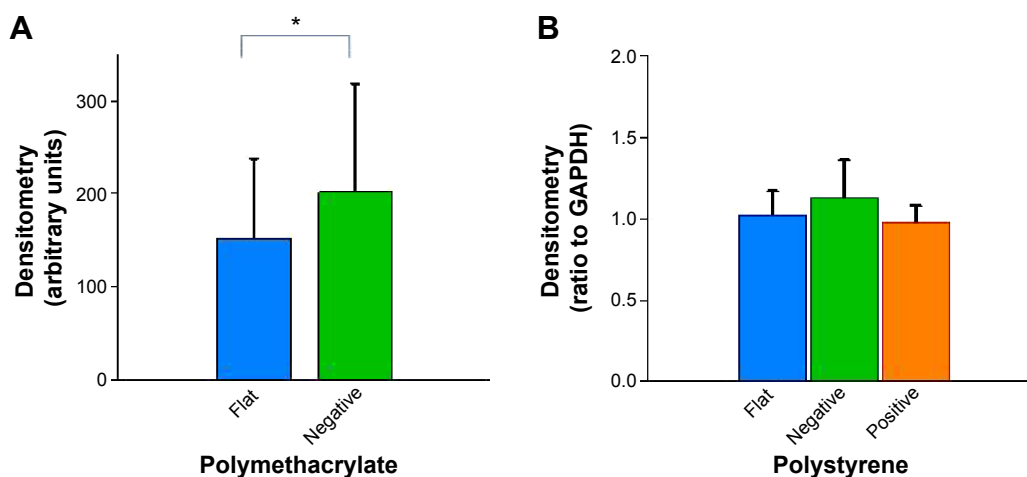 A
*
Densitometry
(arbitrary units)
300
200
100
0
Flat
Negative
Polymethacrylate
B
Densitometry
(ratio to GAPDH)
2.0
1.5
1.0
0.5
0.0
Flat
Negative
Positive
Polystyrene